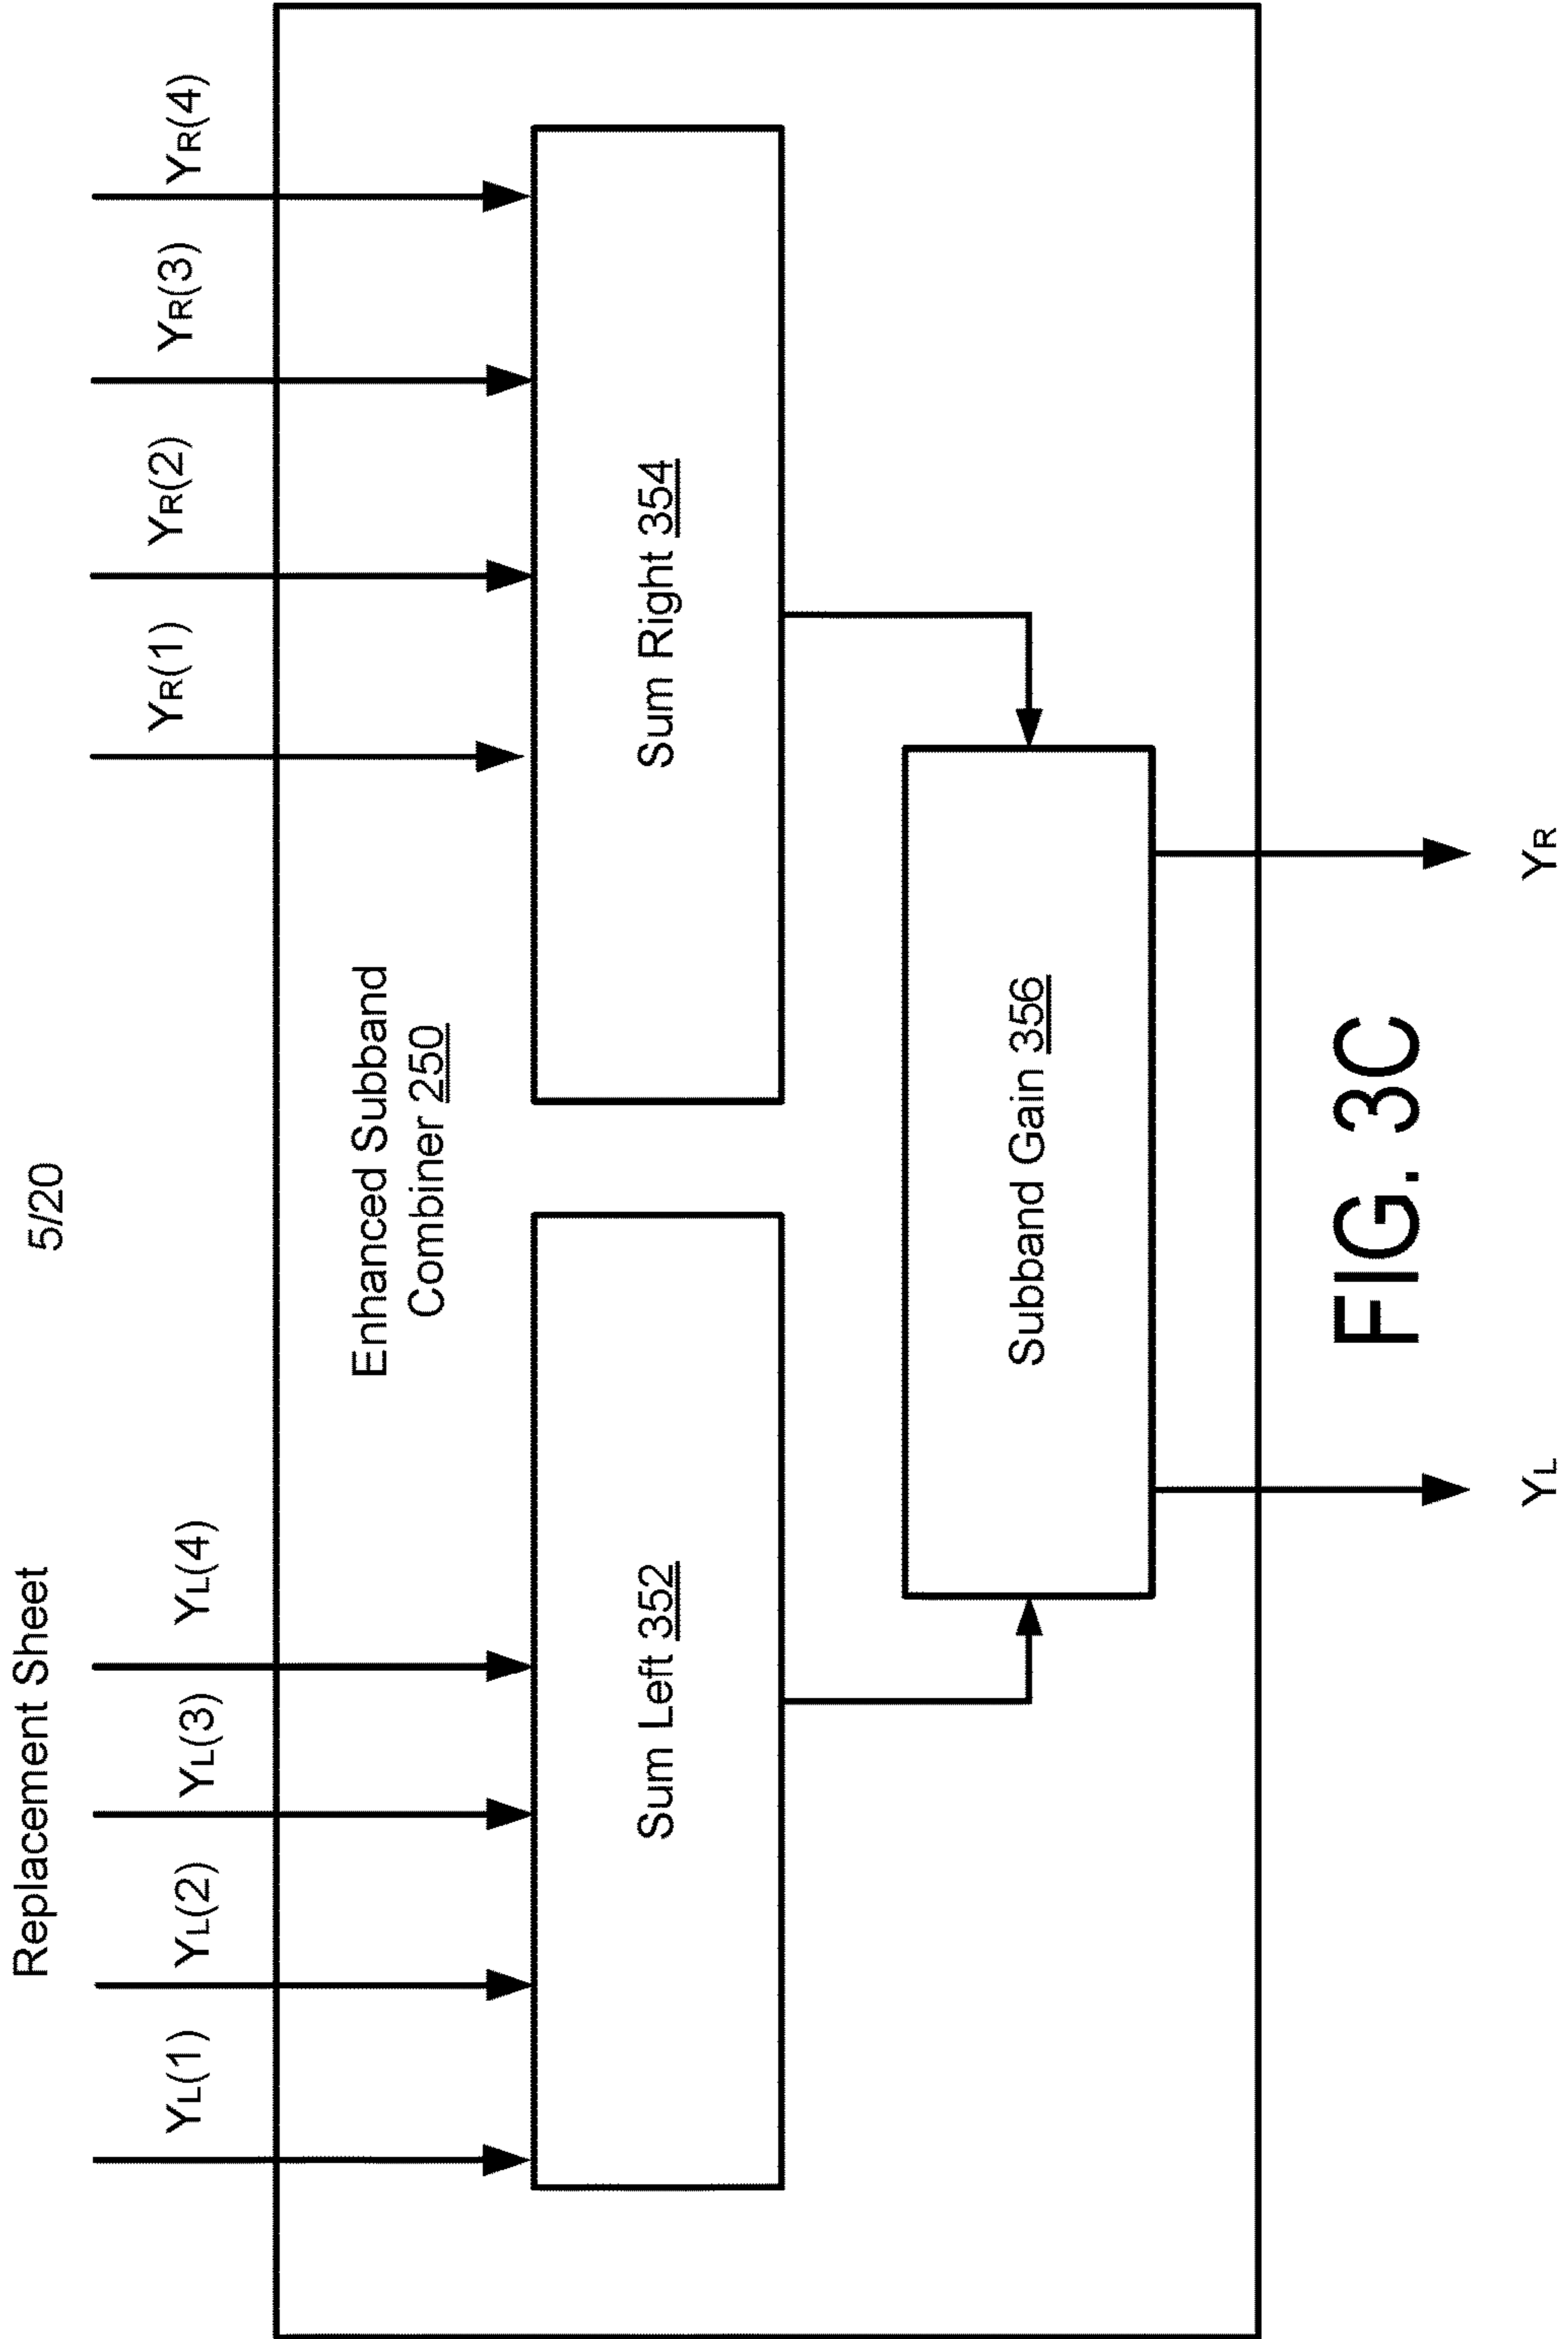 Replacement Sheet
5/20
YL(1)
YL(2)
YL(3)
YL(4)
YR(1)
YR(2)
YR(3)
YR(4)
Enhanced Subband
Combiner 250
Sum Left 352
Sum Right 354
Subband Gain 356
YL
YR
FIG. 3C